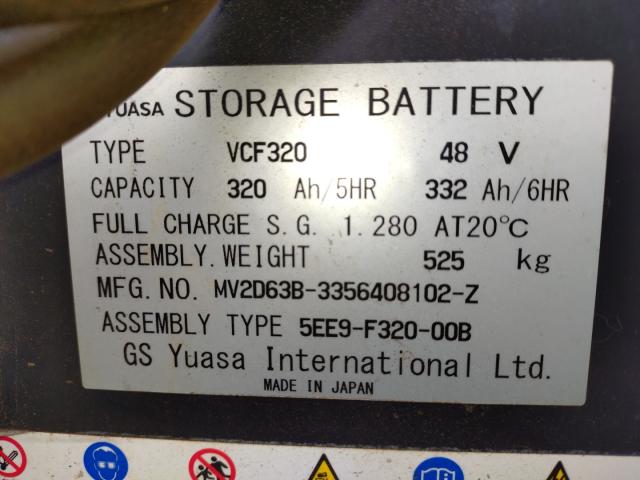 YUASA STORAGE BATTERY
TYPE VCF320 48 V
CAPACITY 320 Ah/5HR 332 Ah/6HR
FULL CHARGE S.G. 1.280 AT20℃
ASSEMBLY.WEIGHT 525 kg
MFG.NO. MV2D63B-3356408102-Z
ASSEMBLY TYPE 5EE9-F320-00B
GS Yuasa International Ltd.
MADE IN JAPAN